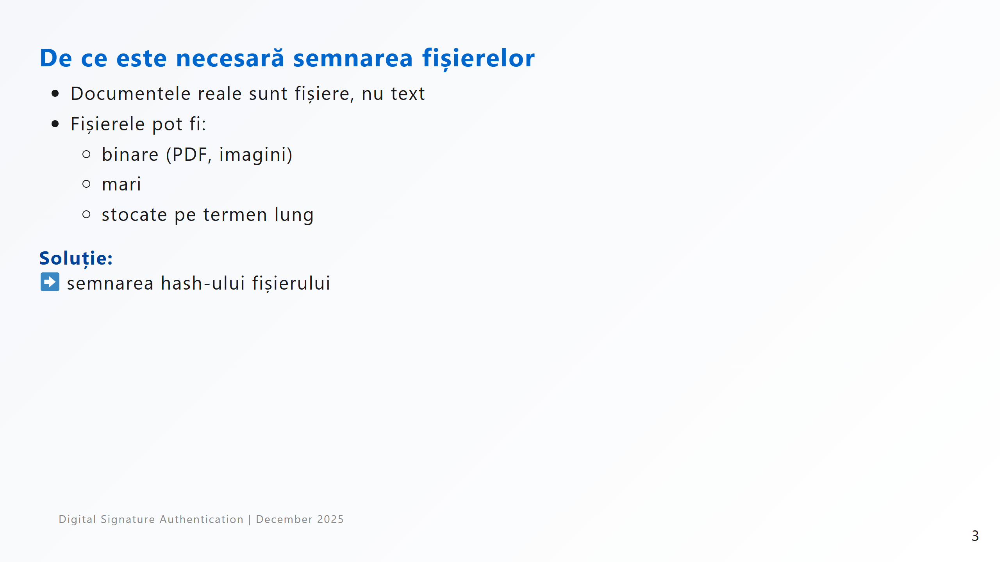 De ce este necesară semnarea fișierelor
Documentele reale sunt fișiere, nu text
Fișierele pot fi:
binare (PDF, imagini)
mari
stocate pe termen lung
Soluție:
➡️ semnarea hash-ului fișierului
Digital Signature Authentication | December 2025
3